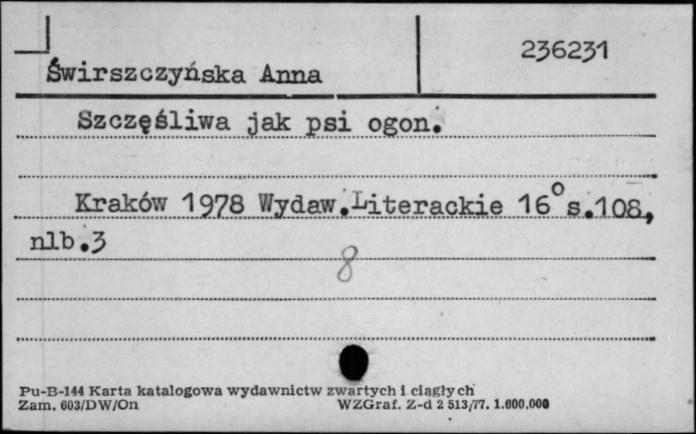 236231
Świrszczyńska Anna
Szczęśliwa jak psi ogon.
Kraków 1978 Wydaw.Literackie 16° s.108,
nlb.3
8
Pu-B-144 Karta katalogowa wydawnictw zwartych i ciągłych
Zam. 603/DW/On WZGraf. Z-d 2 513/77. 1.600.000